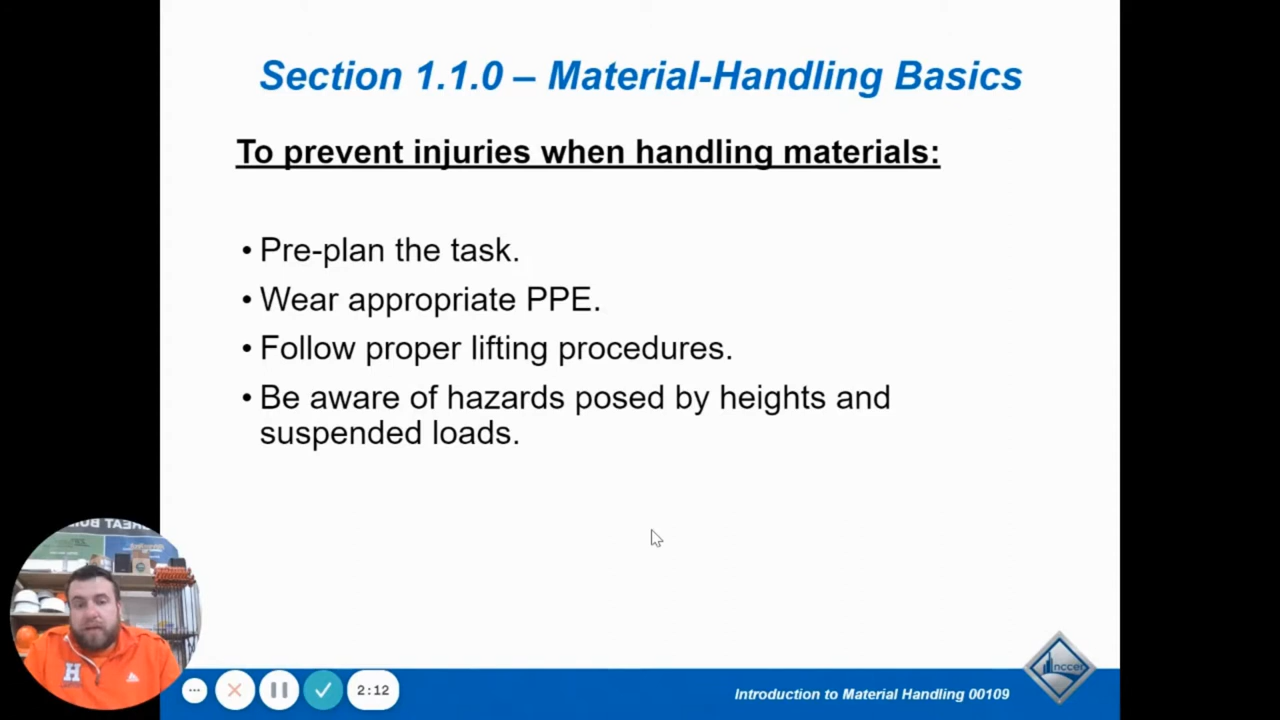 Section 1.1.0 – Material-Handling Basics
To prevent injuries when handling materials:
• Pre-plan the task.
• Wear appropriate PPE.
• Follow proper lifting procedures.
• Be aware of hazards posed by heights and
suspended loads.
H
2:12
Introduction to Material Handling 00109
nccer